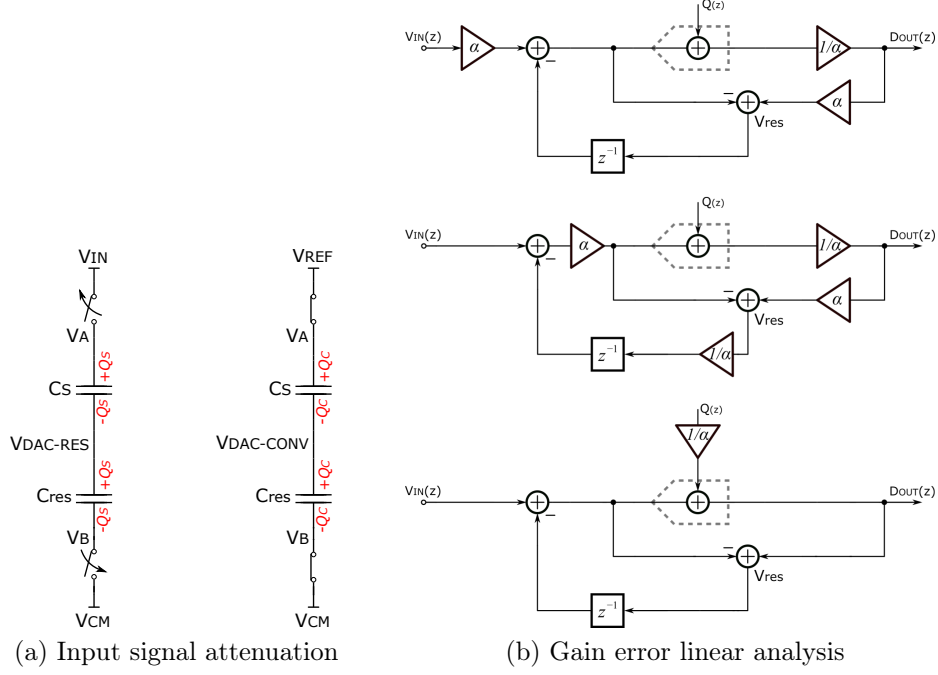 VIN
VREF
VA
VA
+Qs
+Qc
Cs
Cs
-Qs
-Qc
VDAC-RES
VDAC-CONV
+Qs
+Qc
Cres
Cres
-Qs
-Qc
VB
VB
VCM
VCM
(a) Input signal attenuation
Q(z)
VIN(z)
α
−
1/α
DOUT(z)
−
α
Vres
z⁻¹
Q(z)
VIN(z)
−
α
1/α
DOUT(z)
−
α
Vres
z⁻¹
1/α
Q(z)
1/α
VIN(z)
−
DOUT(z)
−
Vres
z⁻¹
(b) Gain error linear analysis